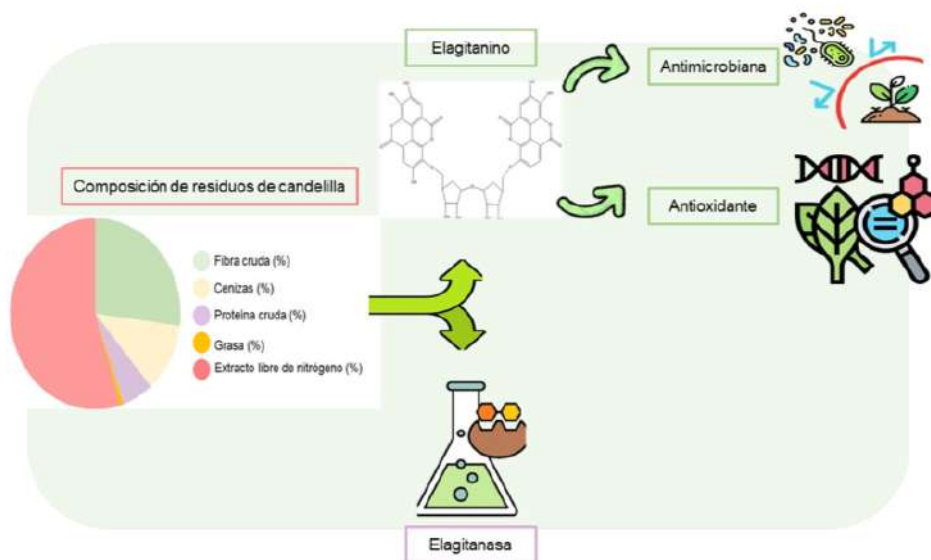 Elagitanino
Antimicrobiana
Composición de residuos de candelilla
Antioxidante
Fibra cruda (%)
Cenizas (%)
Proteína cruda (%)
Grasa (%)
Extracto libre de nitrógeno (%)
Elagitanasa